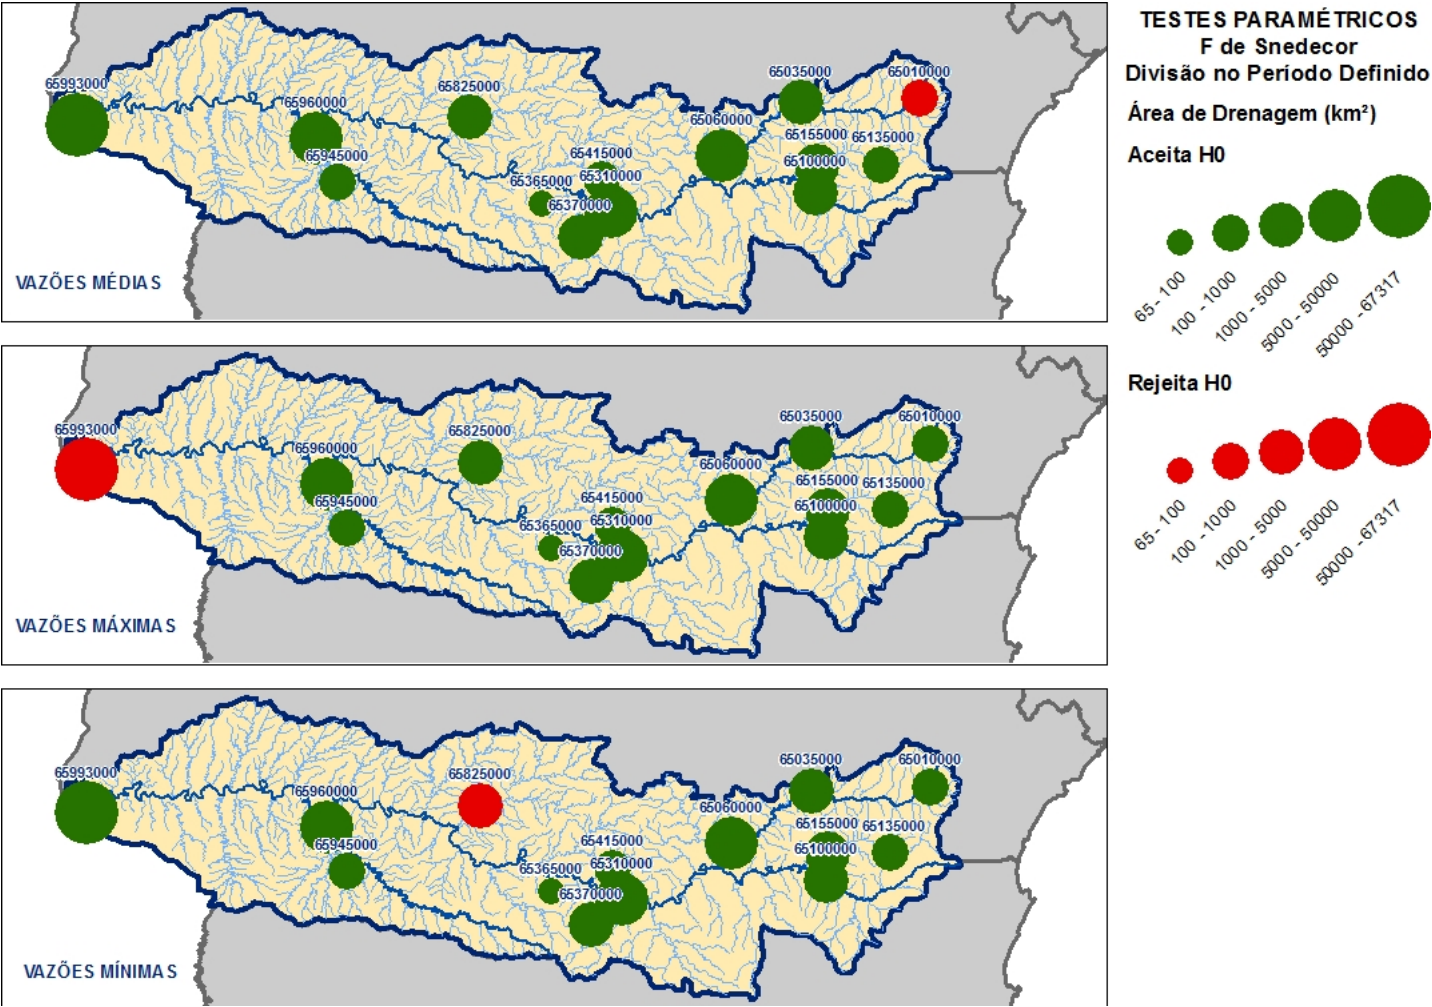 65993000
65960000
65945000
65825000
65415000
65365000
65310000
65370000
65060000
65035000
65010000
65155000
65135000
65100000
VAZÕES MÉDIAS
65993000
65960000
65945000
65825000
65415000
65365000
65310000
65370000
65060000
65035000
65010000
65155000
65135000
65100000
VAZÕES MÁXIMAS
65993000
65960000
65945000
65825000
65415000
65365000
65310000
65370000
65060000
65035000
65010000
65155000
65135000
65100000
VAZÕES MÍNIMAS
TESTES PARAMÉTRICOS
F de Snedecor
Divisão no Período Definido
Área de Drenagem (km²)
Aceita H0
65 - 100
100 - 1000
1000 - 5000
5000 - 50000
50000 - 67317
Rejeita H0
65 - 100
100 - 1000
1000 - 5000
5000 - 50000
50000 - 67317